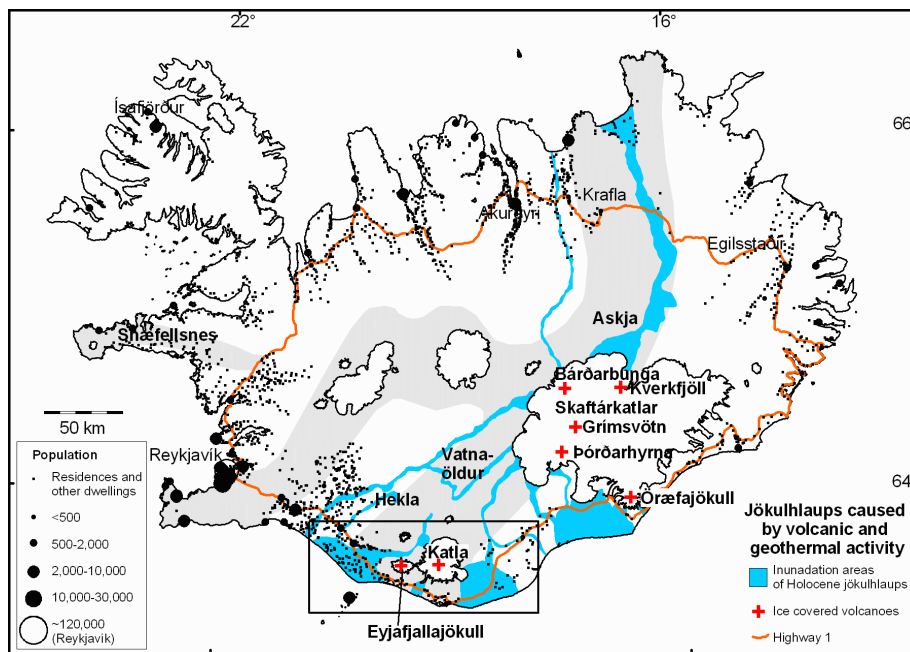 22°
16°
66
Ísafjörður
Krafla
Akureyri
Egilsstaðir
Snæfellsnes
Askja
Bárðarbunga
Kverkfjöll
Skaftárkatlar
Grímsvötn
Þórðarhyrna
50 km
Vatna-
öldur
Reykjavík
Hekla
Öræfajökull
64
Katla
Eyjafjallajökull
Population
Residences and
other dwellings
<500
500-2,000
2,000-10,000
10,000-30,000
~120,000
(Reykjavik)
Jökulhlaups caused
by volcanic and
geothermal activity
Inunadation areas
of Holocene jökulhlaups
Ice covered volcanoes
Highway 1